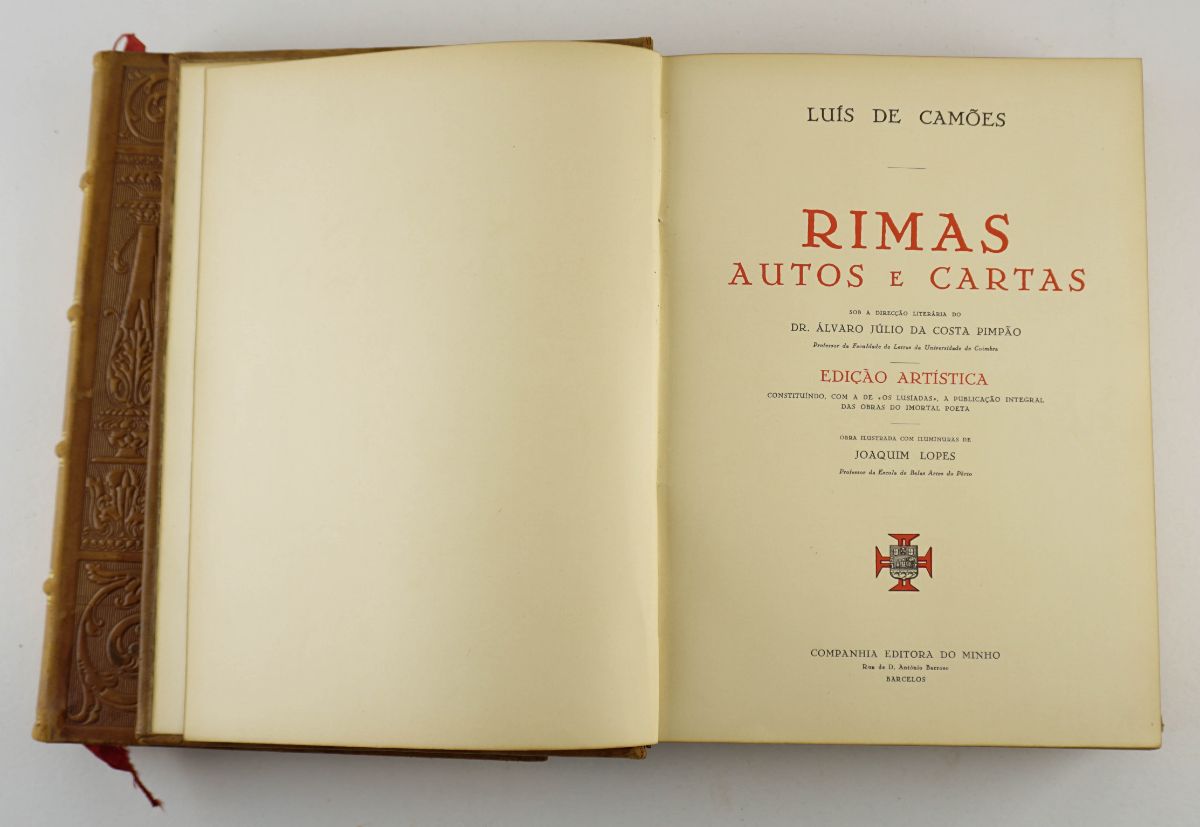 LUÍS DE CAMÕES
RIMAS
AUTOS E CARTAS
SOB A DIRECÇÃO LITERÁRIA DO
DR. ÁLVARO JÚLIO DA COSTA PIMPÃO
Professor da Faculdade de Letras da Universidade de Coimbra
EDIÇÃO ARTÍSTICA
CONSTITUÍNDO, COM A DE «OS LUSÍADAS», A PUBLICAÇÃO INTEGRAL
DAS OBRAS DO IMORTAL POETA
OBRA ILUSTRADA COM ILUMINURAS DE
JOAQUIM LOPES
Professor da Escola de Belas Artes do Pôrto
COMPANHIA EDITORA DO MINHO
Rua de D. António Barroso
BARCELOS